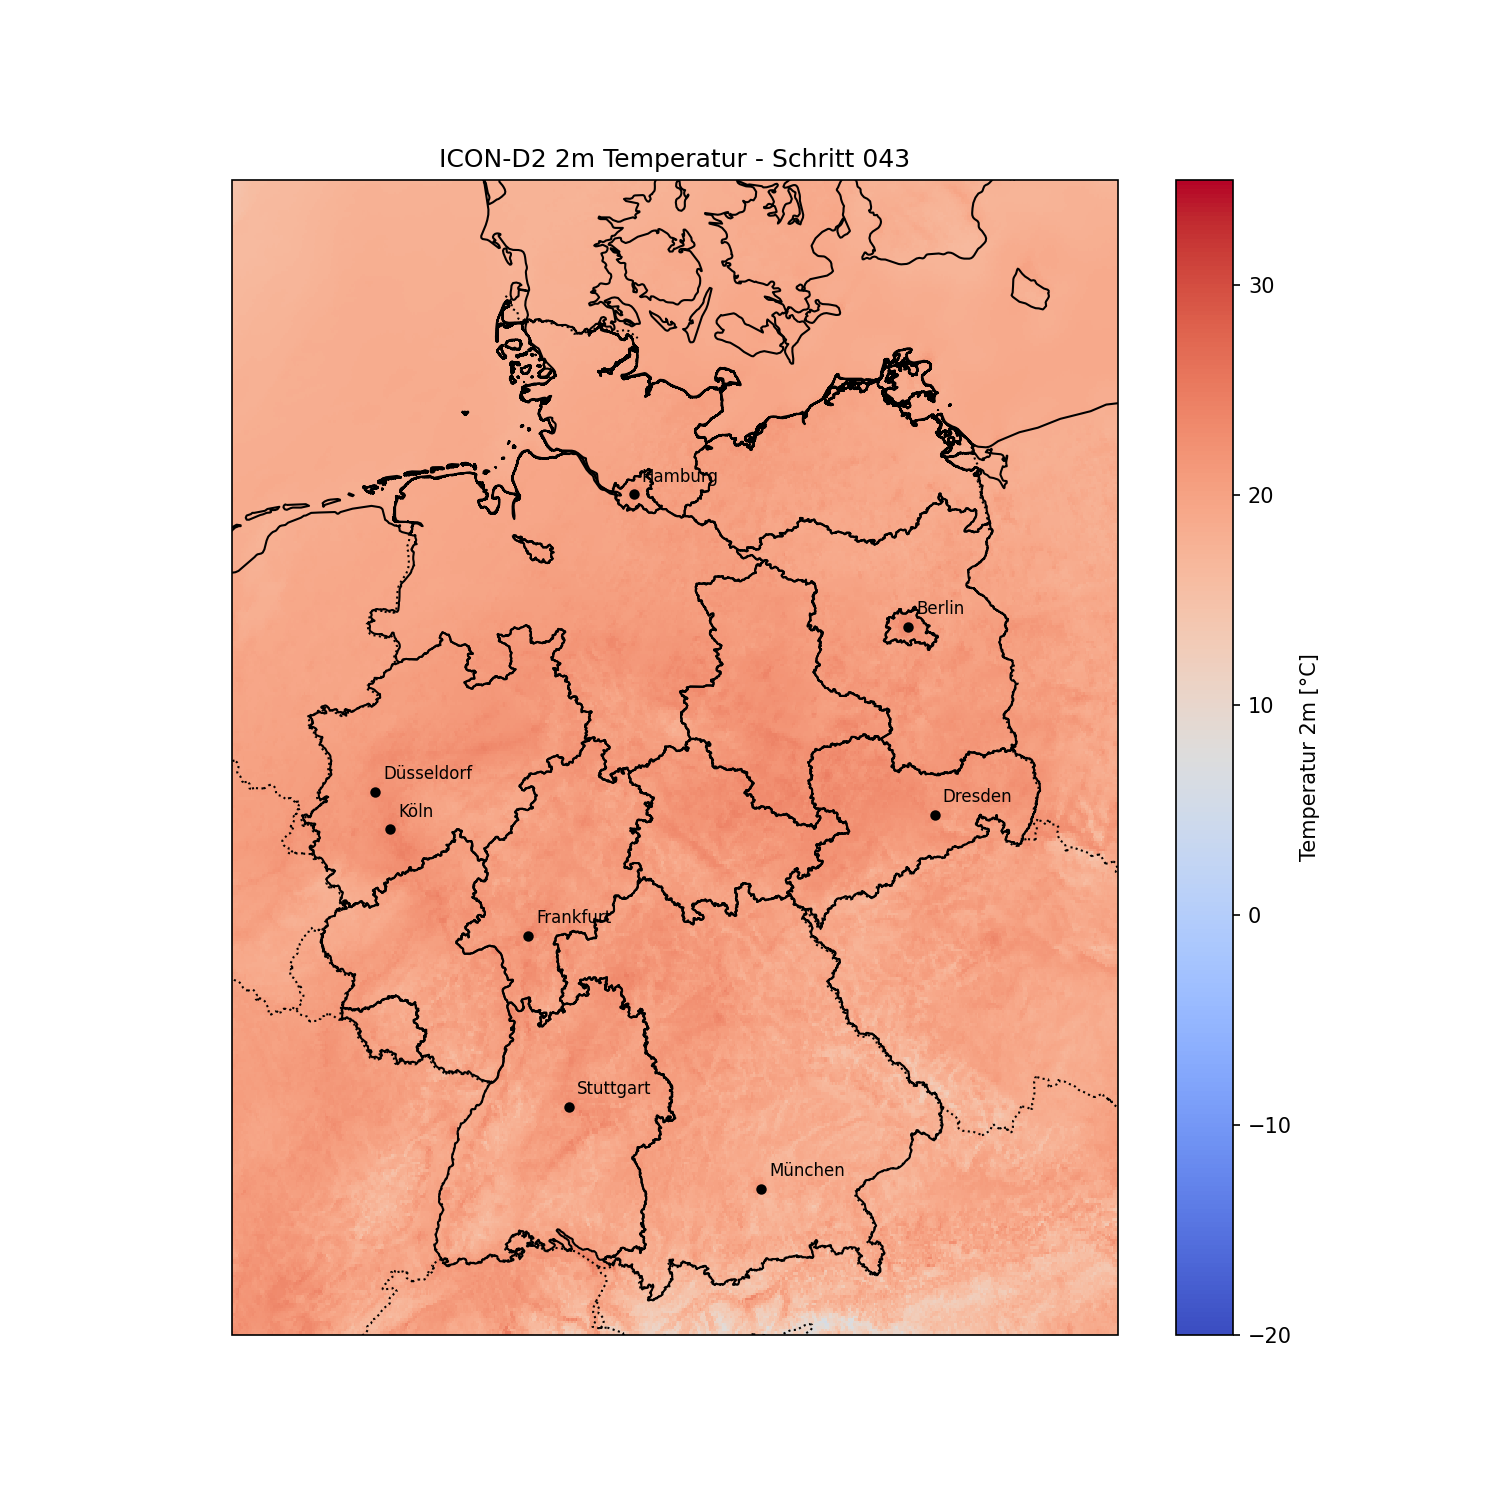 ICON-D2 2m Temperatur - Schritt 043
Hamburg
Berlin
Düsseldorf
Köln
Dresden
Frankfurt
Stuttgart
München
30
20
10
0
−10
−20
Temperatur 2m [°C]